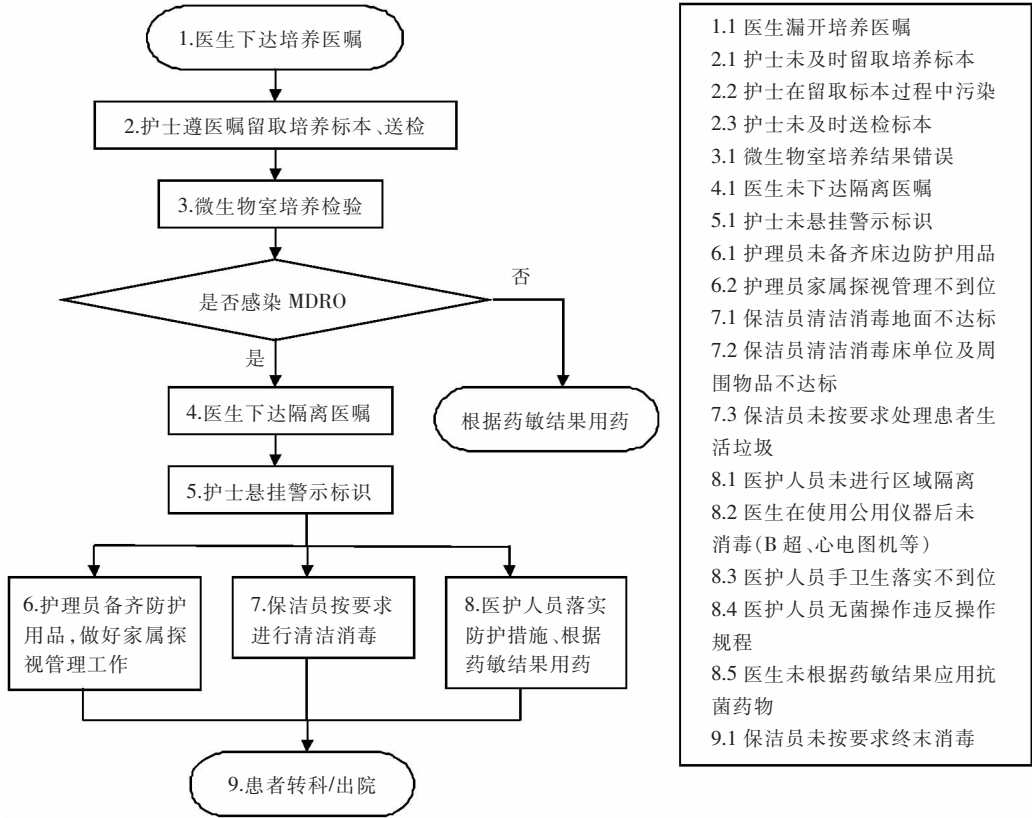 1.医生下达培养医嘱
2.护士遵医嘱留取培养标本、送检
3.微生物室培养检验
是否感染 MDRO
否
是
4.医生下达隔离医嘱
根据药敏结果用药
5.护士悬挂警示标识
6.护理员备齐防护
用品,做好家属探
视管理工作
7.保洁员按要求
进行清洁消毒
8.医护人员落实
防护措施、根据
药敏结果用药
9.患者转科/出院
1.1 医生漏开培养医嘱
2.1 护士未及时留取培养标本
2.2 护士在留取标本过程中污染
2.3 护士未及时送检标本
3.1 微生物室培养结果错误
4.1 医生未下达隔离医嘱
5.1 护士未悬挂警示标识
6.1 护理员未备齐床边防护用品
6.2 护理员家属探视管理不到位
7.1 保洁员清洁消毒地面不达标
7.2 保洁员清洁消毒床单位及周
围物品不达标
7.3 保洁员未按要求处理患者生
活垃圾
8.1 医护人员未进行区域隔离
8.2 医生在使用公用仪器后未
消毒(B 超、心电图机等)
8.3 医护人员手卫生落实不到位
8.4 医护人员无菌操作违反操作
规程
8.5 医生未根据药敏结果应用抗
菌药物
9.1 保洁员未按要求终末消毒